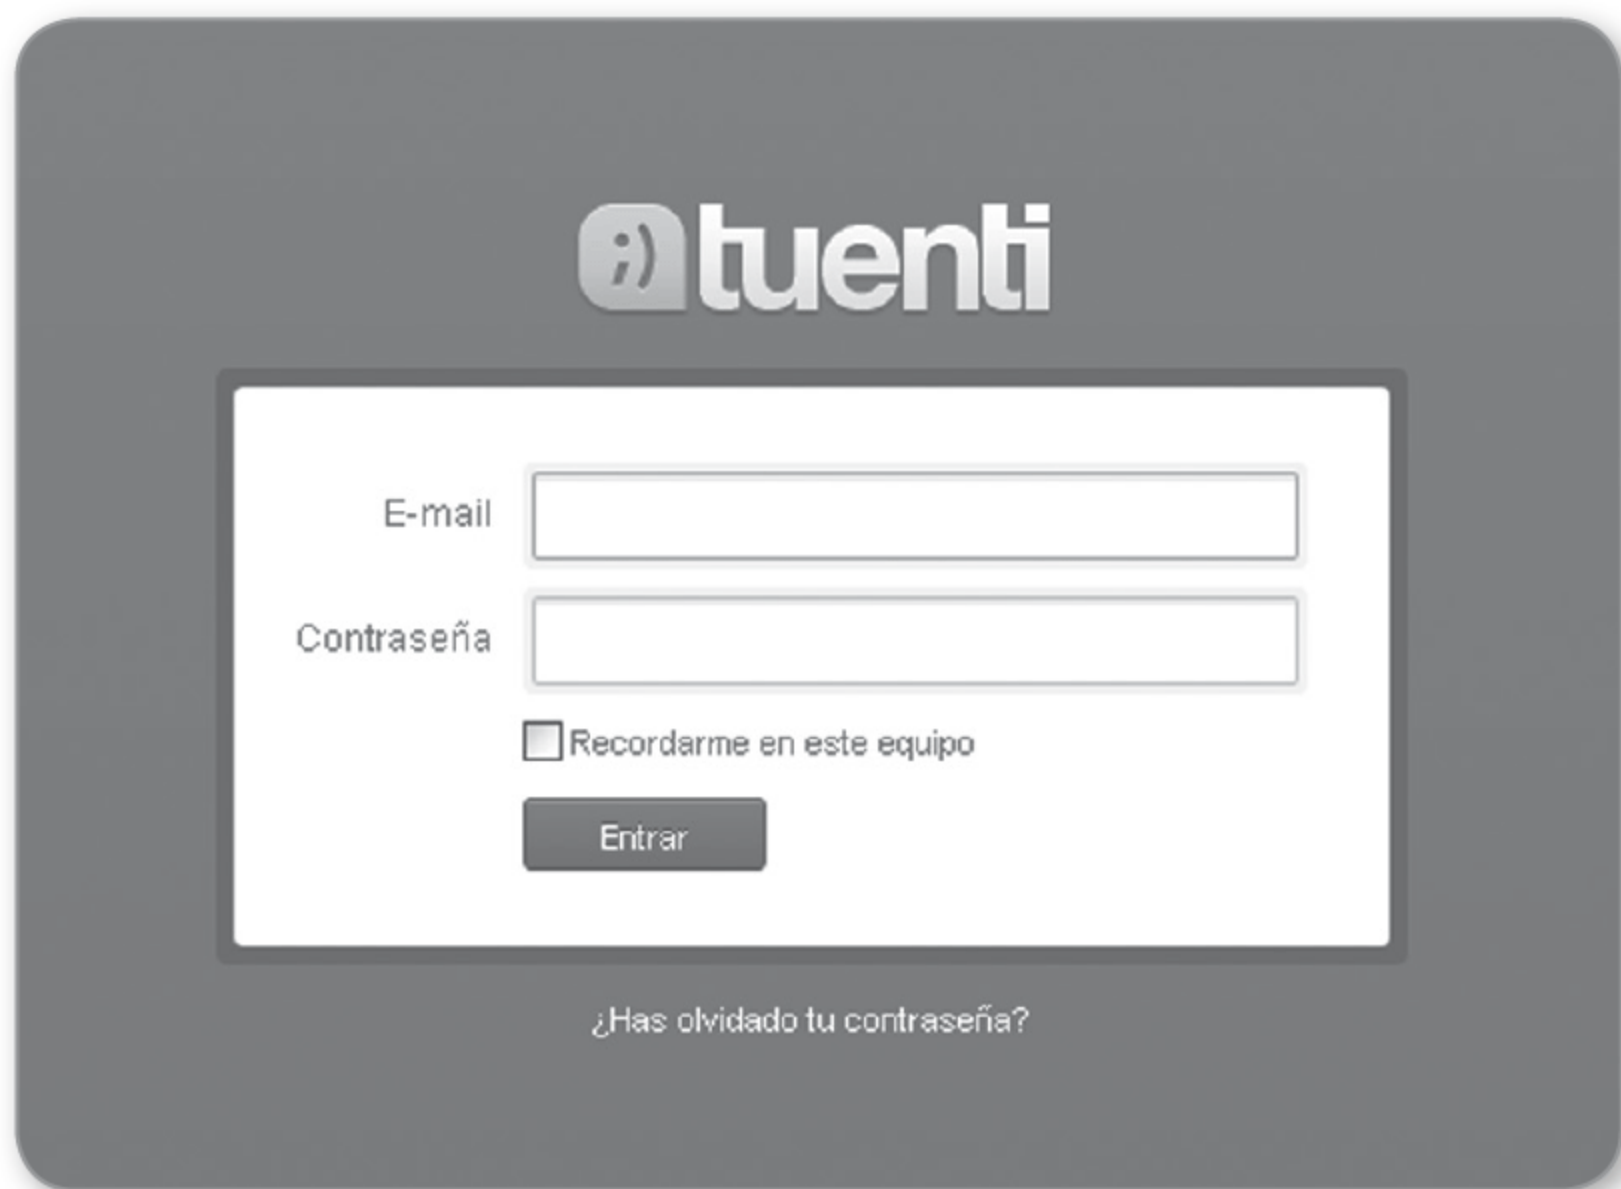 ;) tuenti
E-mail
Contraseña
Recordarme en este equipo
Entrar
¿Has olvidado tu contraseña?